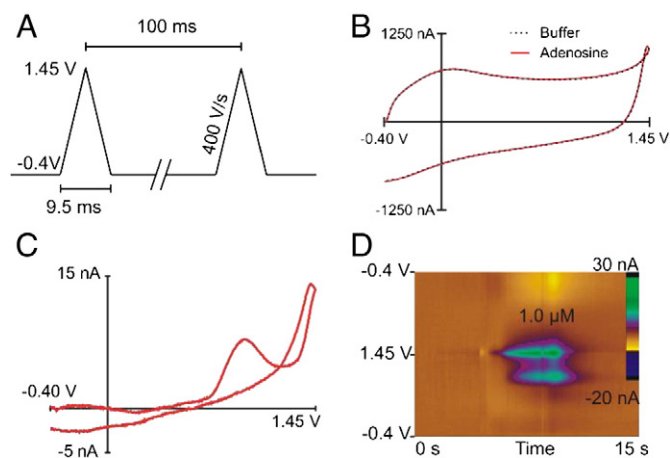 A
100 ms
1.45 V
400 V/s
-0.4V
9.5 ms
B
1250 nA
Buffer
Adenosine
-0.40 V
1.45 V
-1250 nA
C
15 nA
-0.40 V
1.45 V
-5 nA
D
-0.4 V
30 nA
1.0 µM
1.45 V
-20 nA
-0.4 V
0 s
Time
15 s